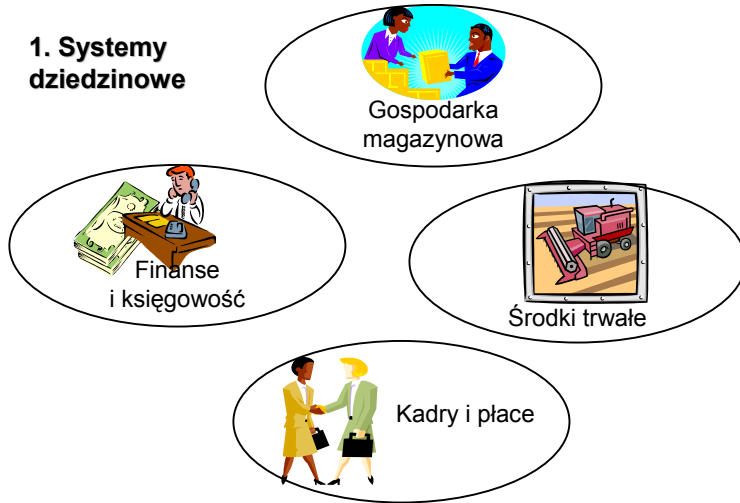 1. Systemy
dziedzinowe
Gospodarka
magazynowa
Finanse
i księgowość
Środki trwałe
Kadry i płace